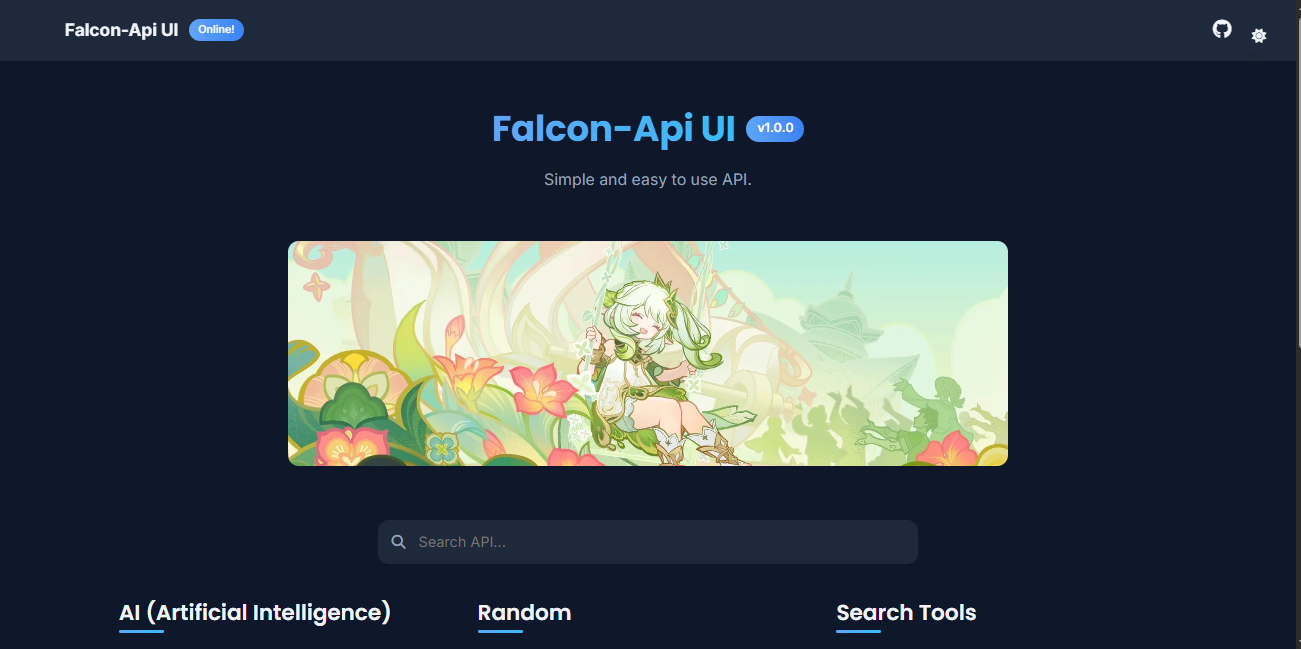 Falcon-Api UI Online!
Falcon-Api UI v1.0.0
Simple and easy to use API.
Search API...
AI (Artificial Intelligence) Random Search Tools